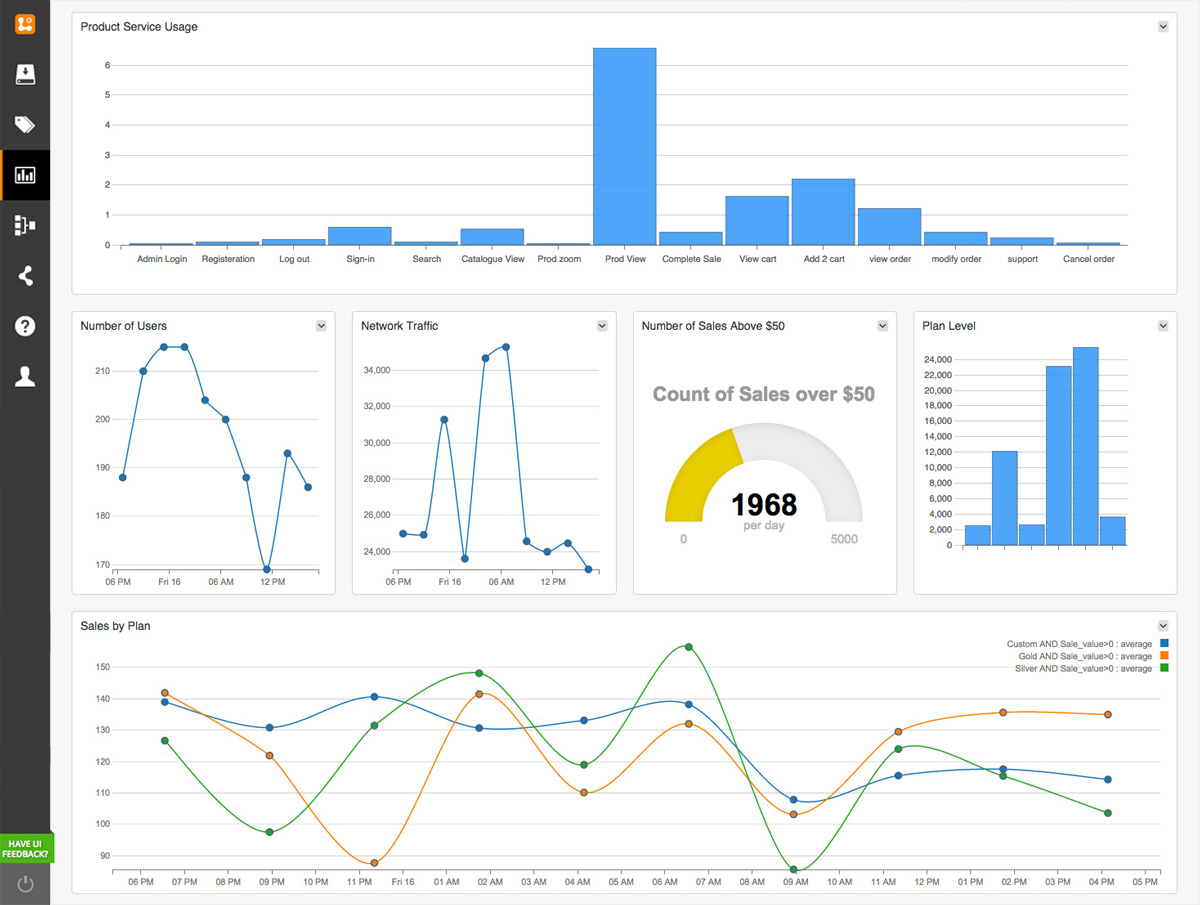 Product Service Usage
6
5
4
3
2
1
0
Admin Login Registeration Log out Sign-in Search Catalogue View Prod zoom Prod View Complete Sale View cart Add 2 cart view order modify order support Cancel order
Number of Users
210
200
190
180
170
06 PM Fri 16 06 AM 12 PM
Network Traffic
34,000
32,000
30,000
28,000
26,000
24,000
06 PM Fri 16 06 AM 12 PM
Number of Sales Above $50
Count of Sales over $50
1968
per day
0 5000
Plan Level
24,000
22,000
20,000
18,000
16,000
14,000
12,000
10,000
8,000
6,000
4,000
2,000
0
Sales by Plan
Custom AND Sale_value>0 : average
Gold AND Sale_value>0 : average
Silver AND Sale_value>0 : average
150
140
130
120
110
100
90
06 PM 07 PM 08 PM 09 PM 10 PM 11 PM Fri 16 01 AM 02 AM 03 AM 04 AM 05 AM 06 AM 07 AM 08 AM 09 AM 10 AM 11 AM 12 PM 01 PM 02 PM 03 PM 04 PM 05 PM
HAVE UI
FEEDBACK?